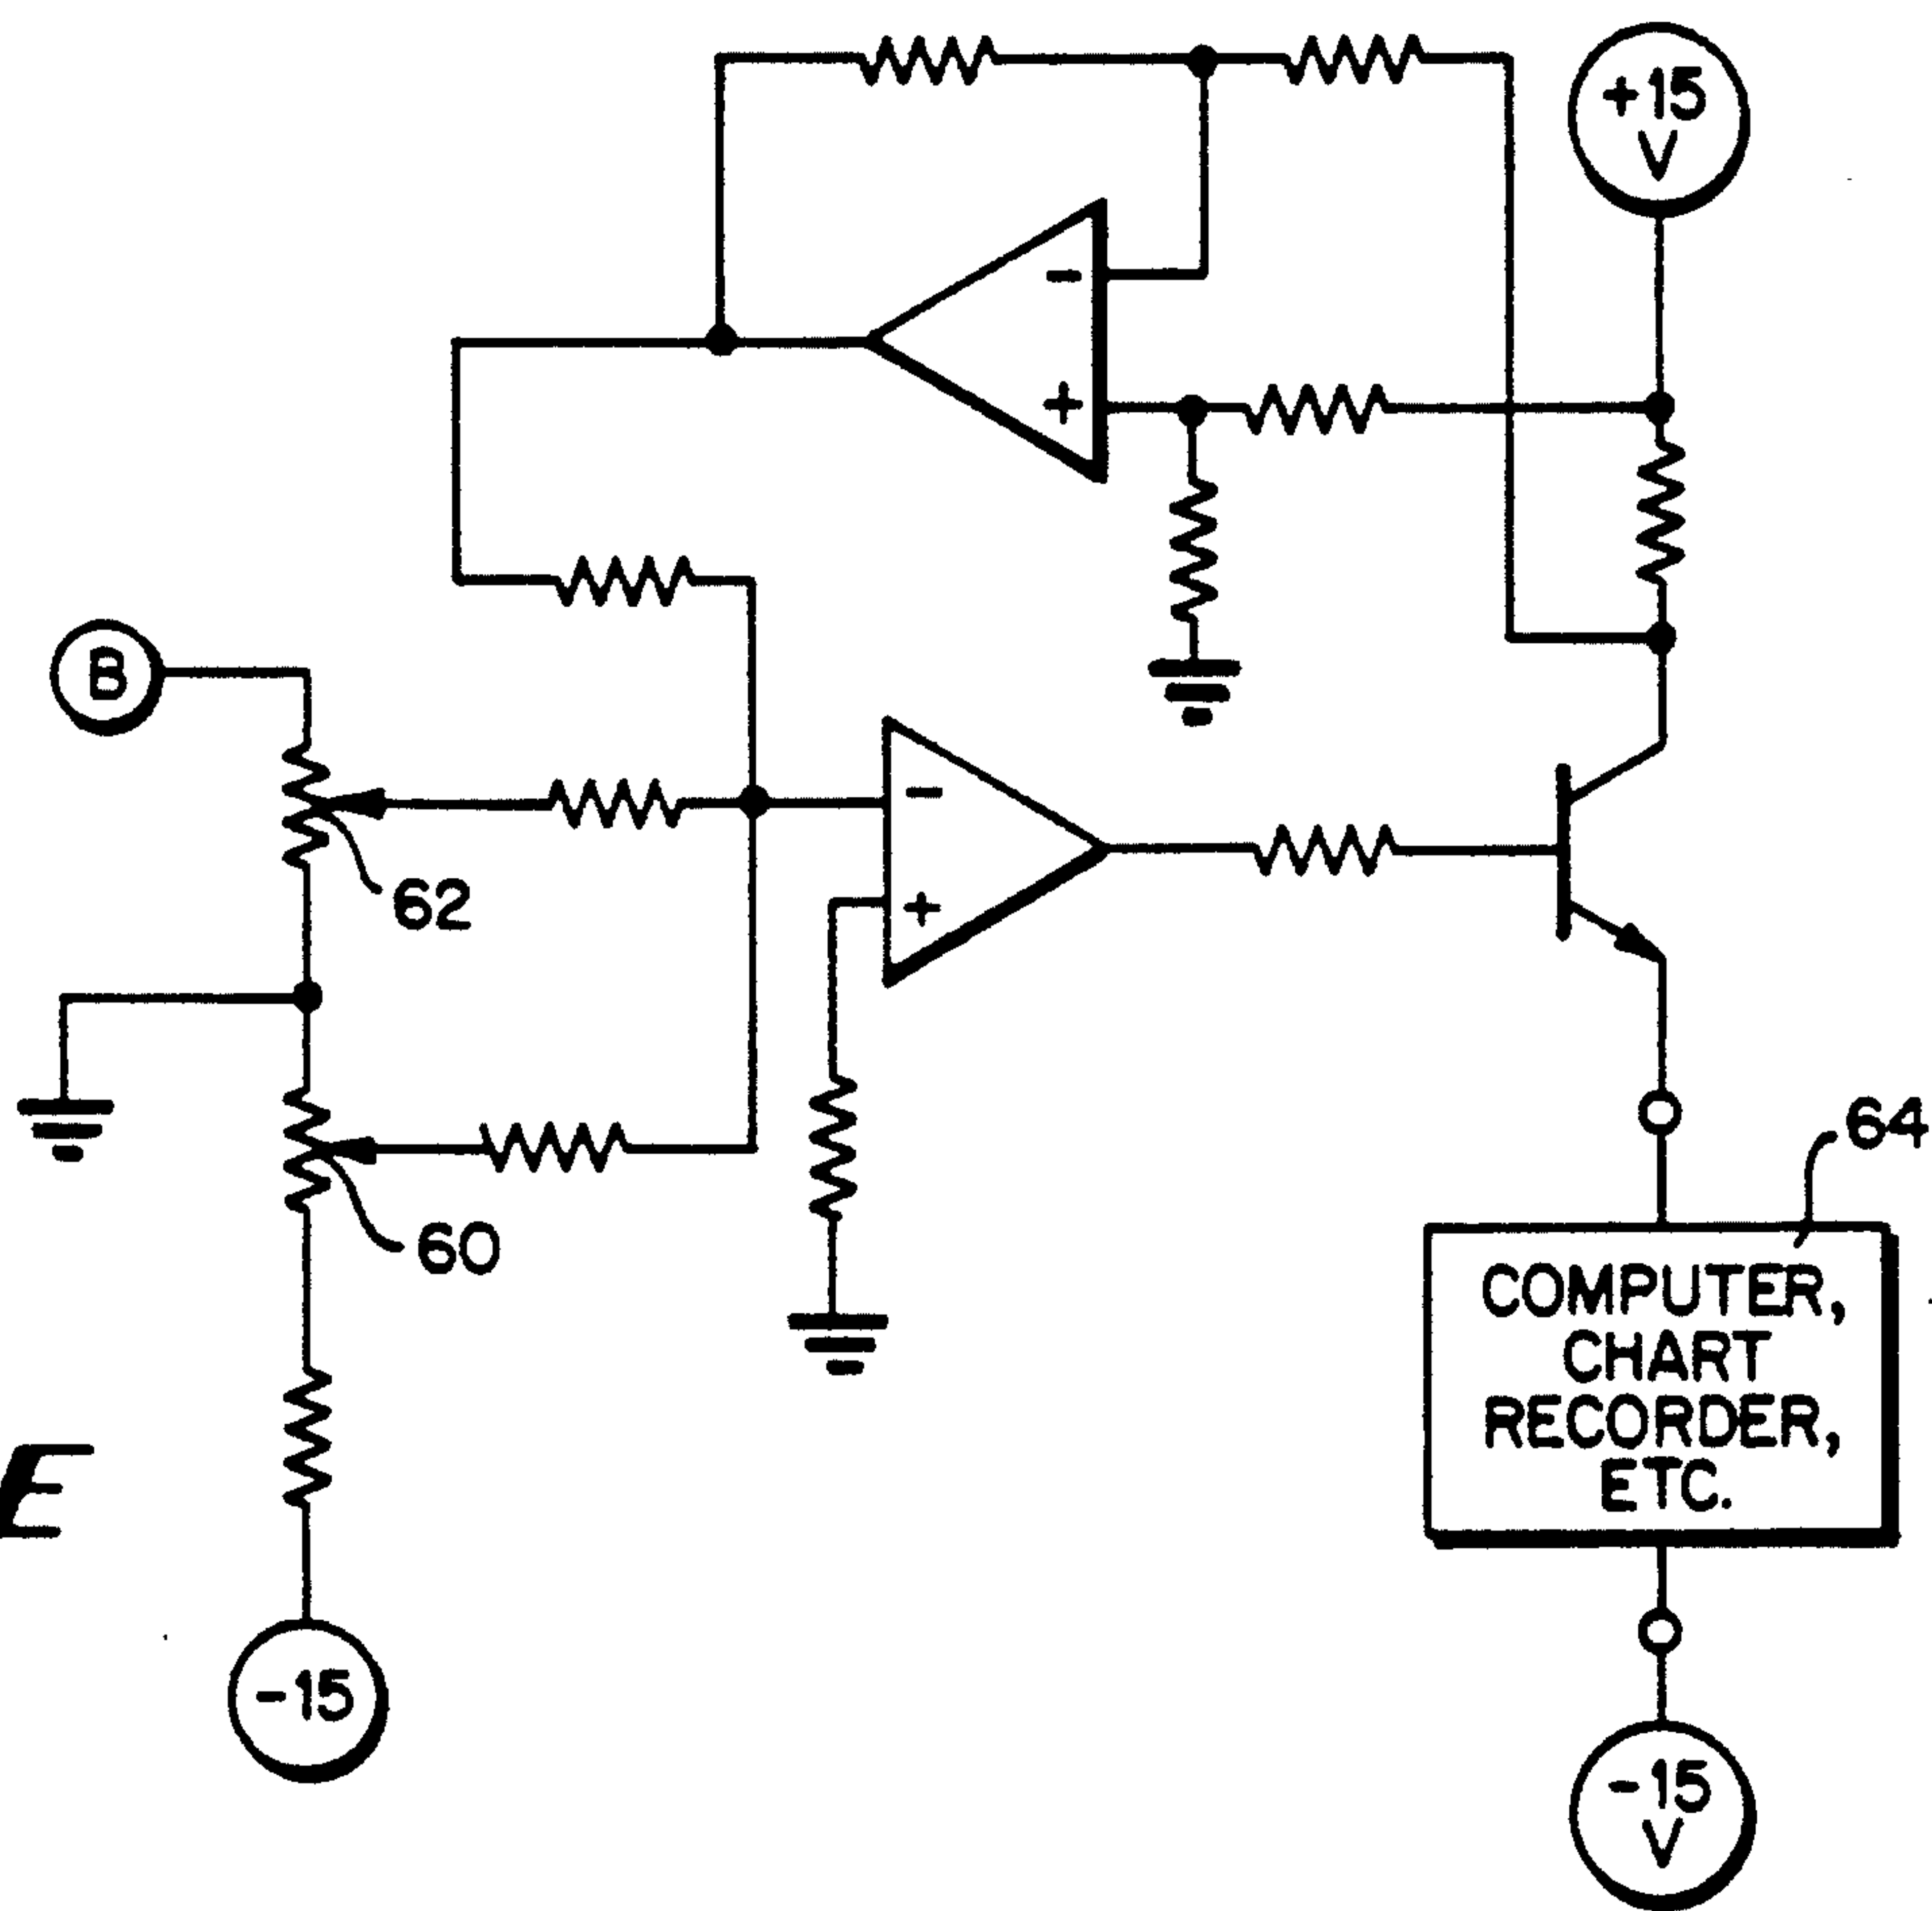 +15
V
-
+
B
-
+
62
64
60
COMPUTER,
CHART
RECORDER,
ETC.
E
-15
-15
V